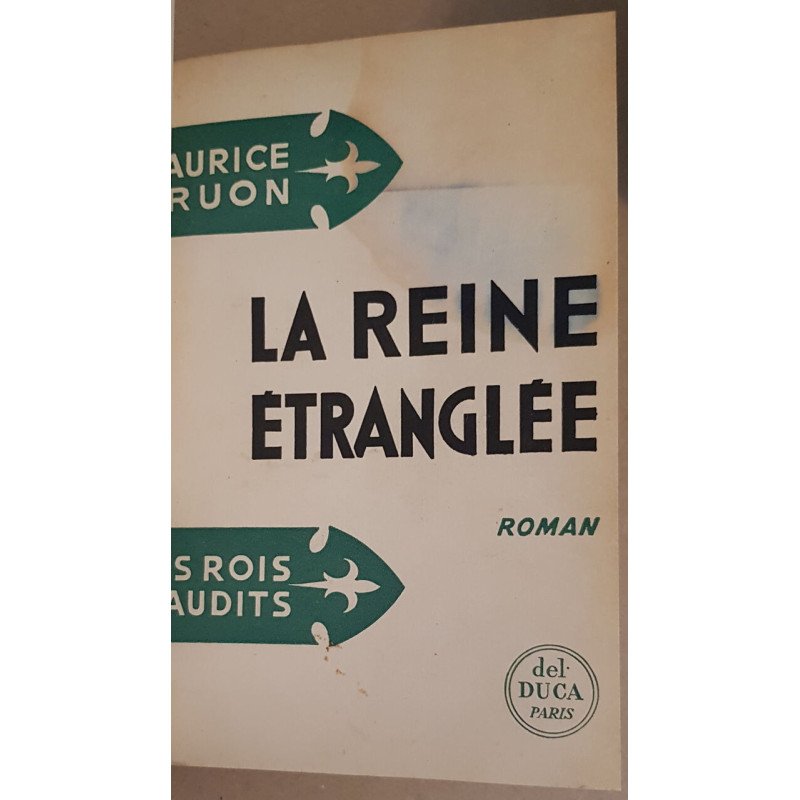 AURICE
RUON
LA REINE
ÉTRANGLÉE
ROMAN
S ROIS
AUDITS
del
DUCA
PARIS